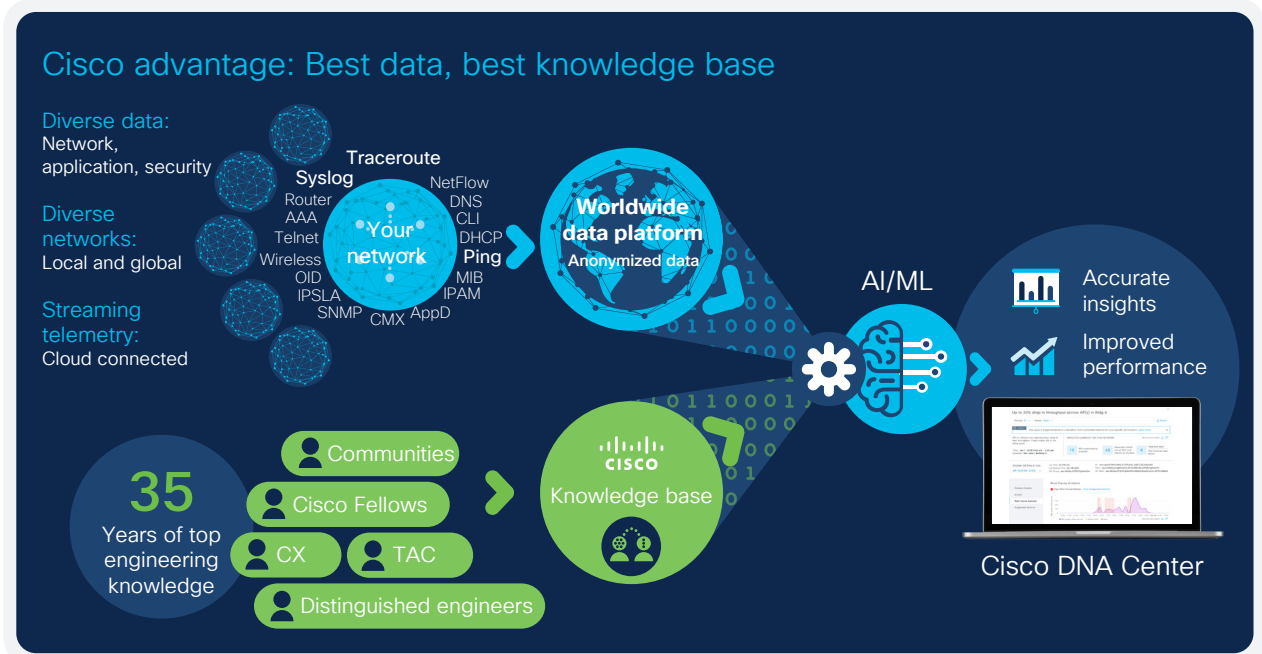 Cisco advantage: Best data, best knowledge base
Diverse data:
Network,
application, security
Diverse
networks:
Local and global
Streaming
telemetry:
Cloud connected
Traceroute
Syslog
Router
AAA
Telnet
Wireless
OID
IPSLA
SNMP
CMX
AppD
IPAM
MIB
Ping
DHCP
CLI
DNS
NetFlow
Your
network
Worldwide
data platform
Anonymized data
35
Years of top
engineering
knowledge
Communities
Cisco Fellows
CX
TAC
Distinguished engineers
CISCO
Knowledge base
AI/ML
Accurate
insights
Improved
performance
Cisco DNA Center